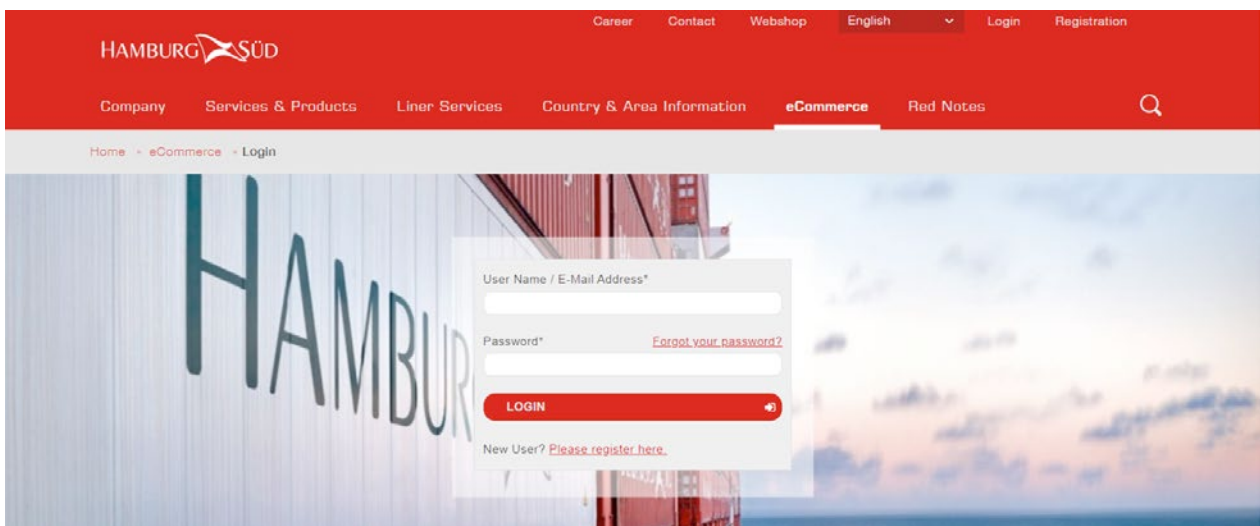 Career Contact Webshop English Login Registration
HAMBURG SÜD
Company Services & Products Liner Services Country & Area Information eCommerce Red Notes
Home eCommerce Login
HAMBUR
User Name / E-Mail Address*
Password* Forgot your password?
LOGIN
New User? Please register here.